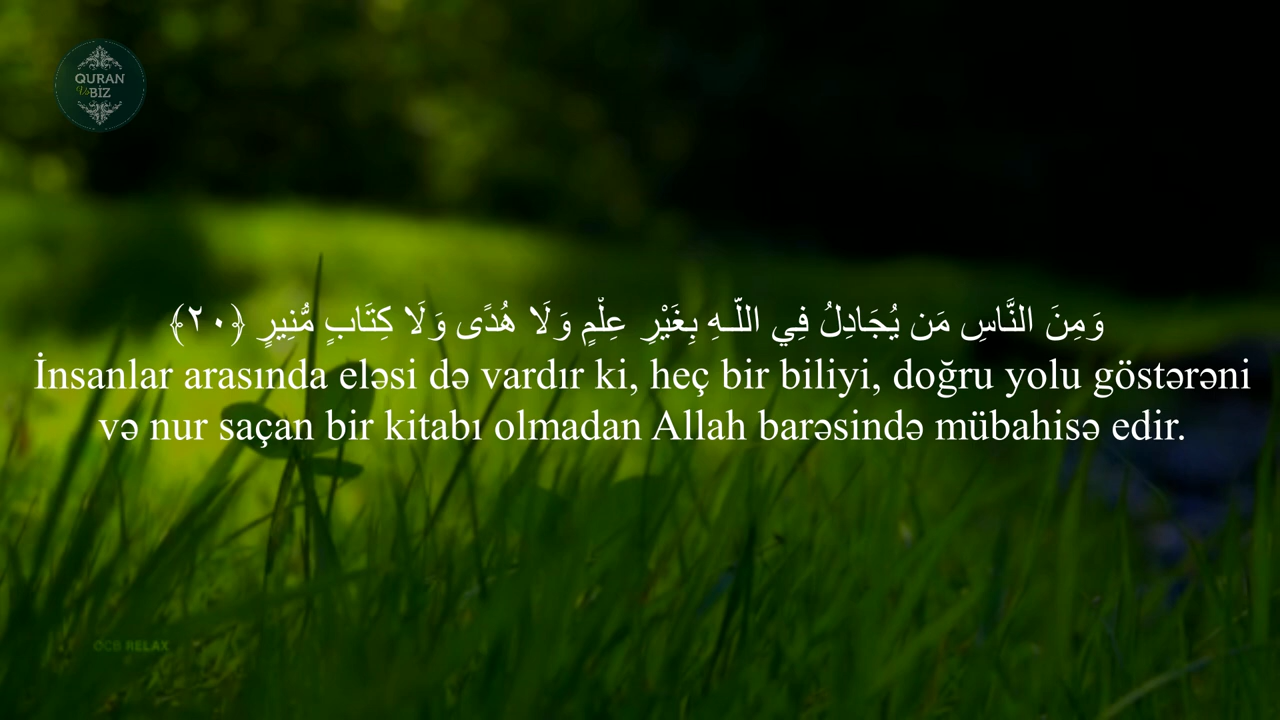 QURAN
Və BİZ
وَمِنَ النَّاسِ مَن يُجَادِلُ فِي اللَّـهِ بِغَيْرِ عِلْمٍ وَلَا هُدًى وَلَا كِتَابٍ مُّنِيرٍ ﴿٢٠﴾
İnsanlar arasında eləsi də vardır ki, heç bir biliyi, doğru yolu göstərəni
və nur saçan bir kitabı olmadan Allah barəsində mübahisə edir.
OCB RELAX